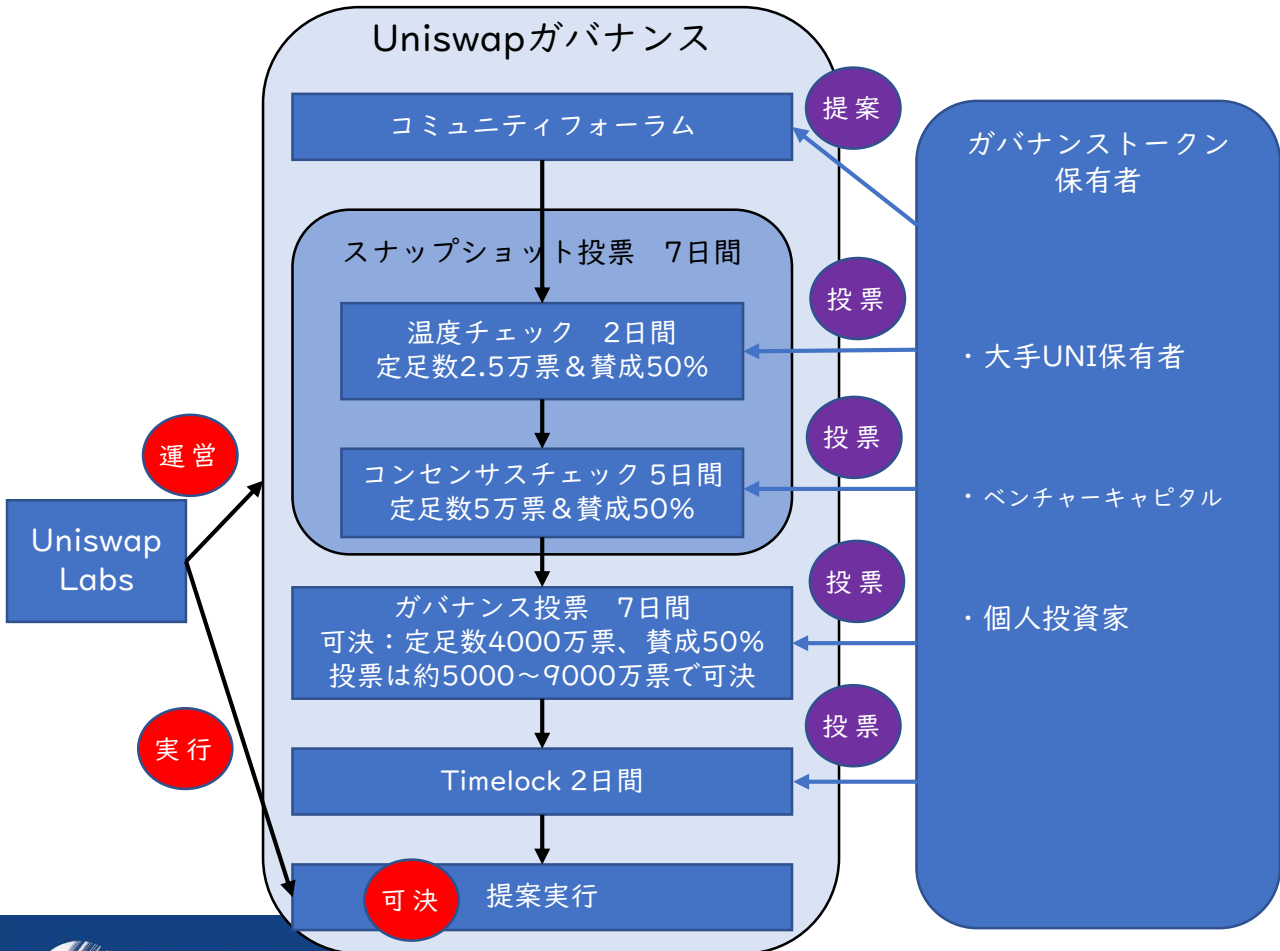 Uniswapガバナンス
コミュニティフォーラム
提案
スナップショット投票　7日間
温度チェック　2日間
定足数2.5万票＆賛成50%
投票
コンセンサスチェック 5日間
定足数5万票＆賛成50%
投票
ガバナンス投票　7日間
可決：定足数4000万票、賛成50%
投票は約5000～9000万票で可決
投票
Timelock 2日間
投票
可決
提案実行
運営
Uniswap
Labs
実行
ガバナンストークン
保有者
・大手UNI保有者
・ベンチャーキャピタル
・個人投資家